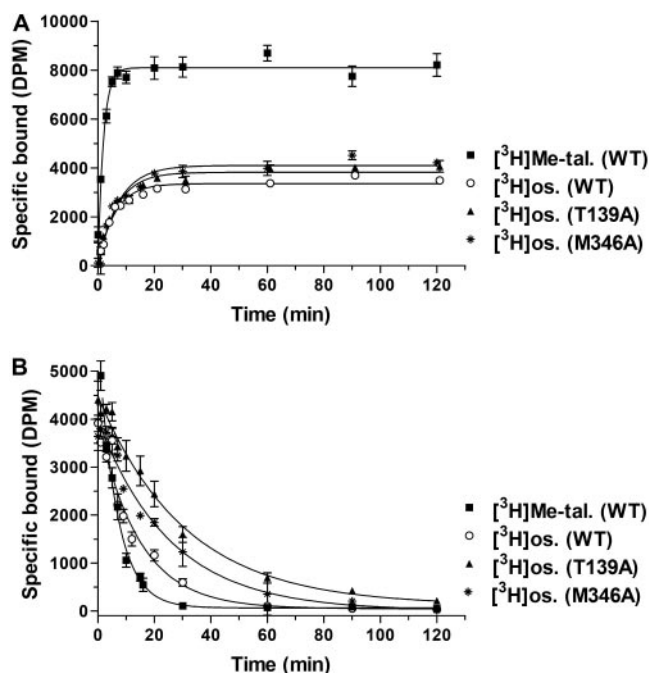 A
Specific bound (DPM)
10000
8000
6000
4000
2000
0
0 20 40 60 80 100 120
Time (min)
[³H]Me-tal. (WT)
[³H]os. (WT)
[³H]os. (T139A)
[³H]os. (M346A)
B
Specific bound (DPM)
5000
4000
3000
2000
1000
0
0 20 40 60 80 100 120
Time (min)
[³H]Me-tal. (WT)
[³H]os. (WT)
[³H]os. (T139A)
[³H]os. (M346A)